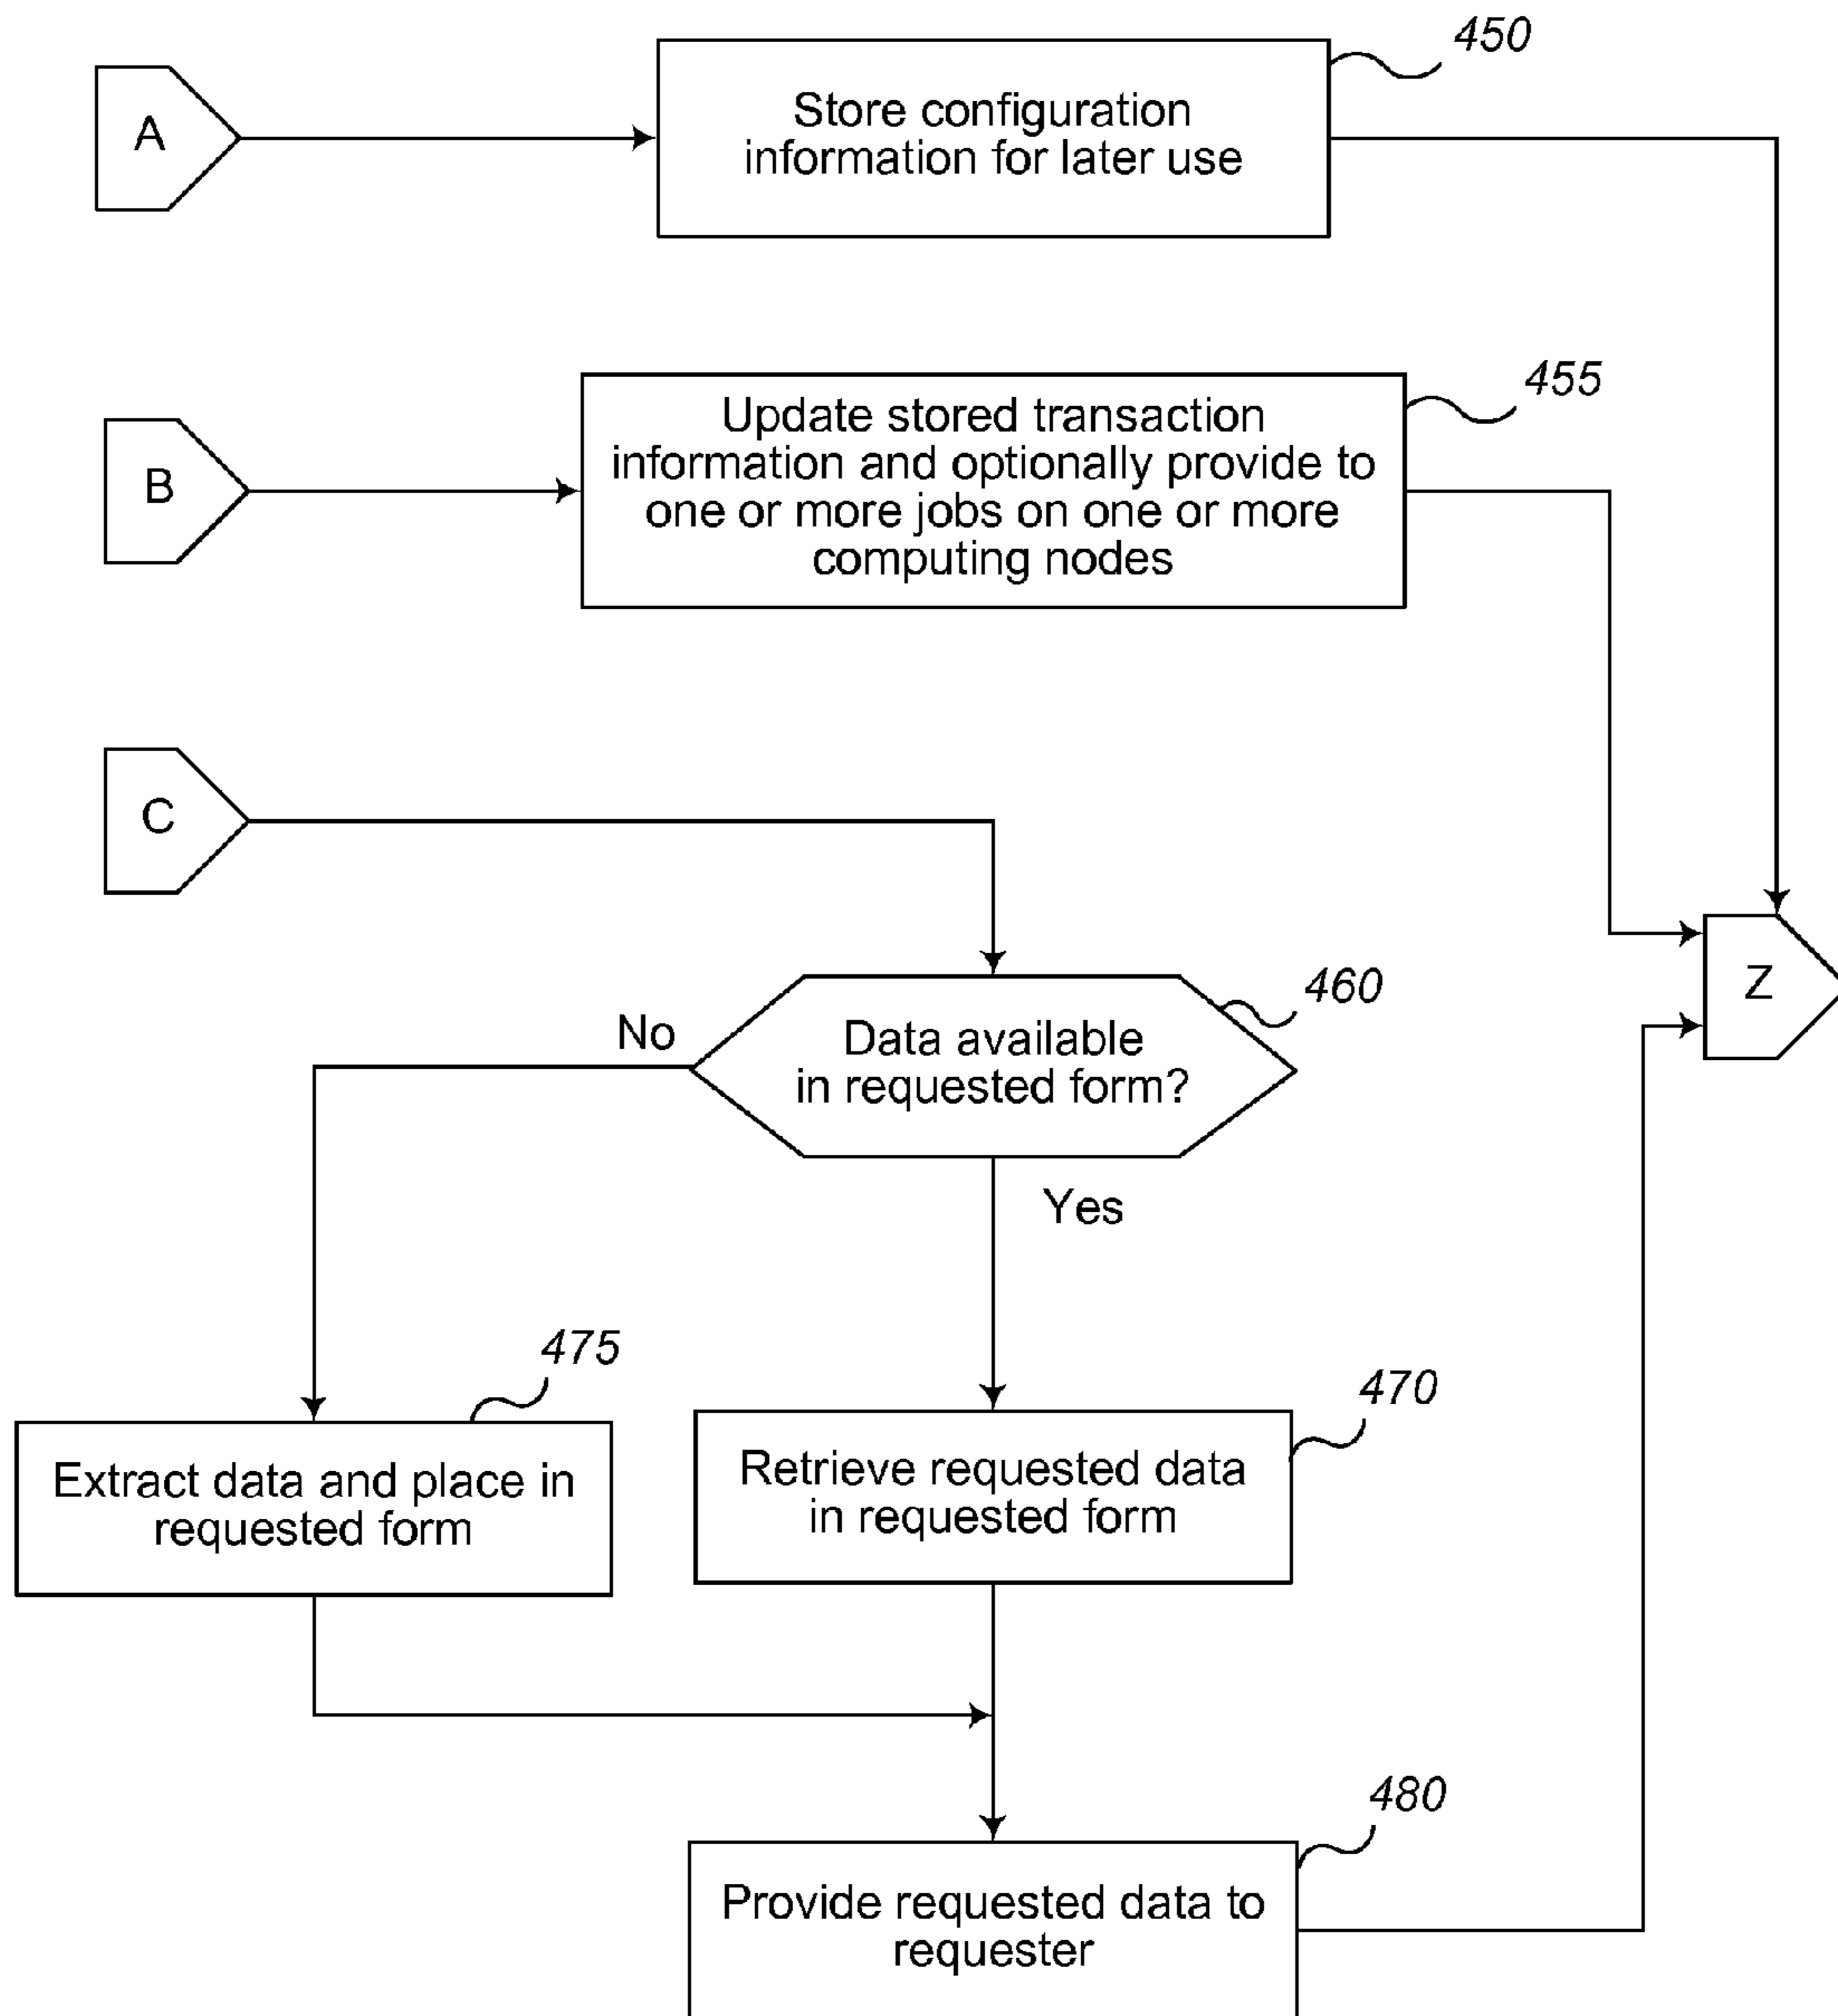 450
A
Store configuration
information for later use
455
B
Update stored transaction
information and optionally provide to
one or more jobs on one or more
computing nodes
C
Z
460
No
Data available
in requested form?
Yes
475
470
Extract data and place in
requested form
Retrieve requested data
in requested form
480
Provide requested data to
requester